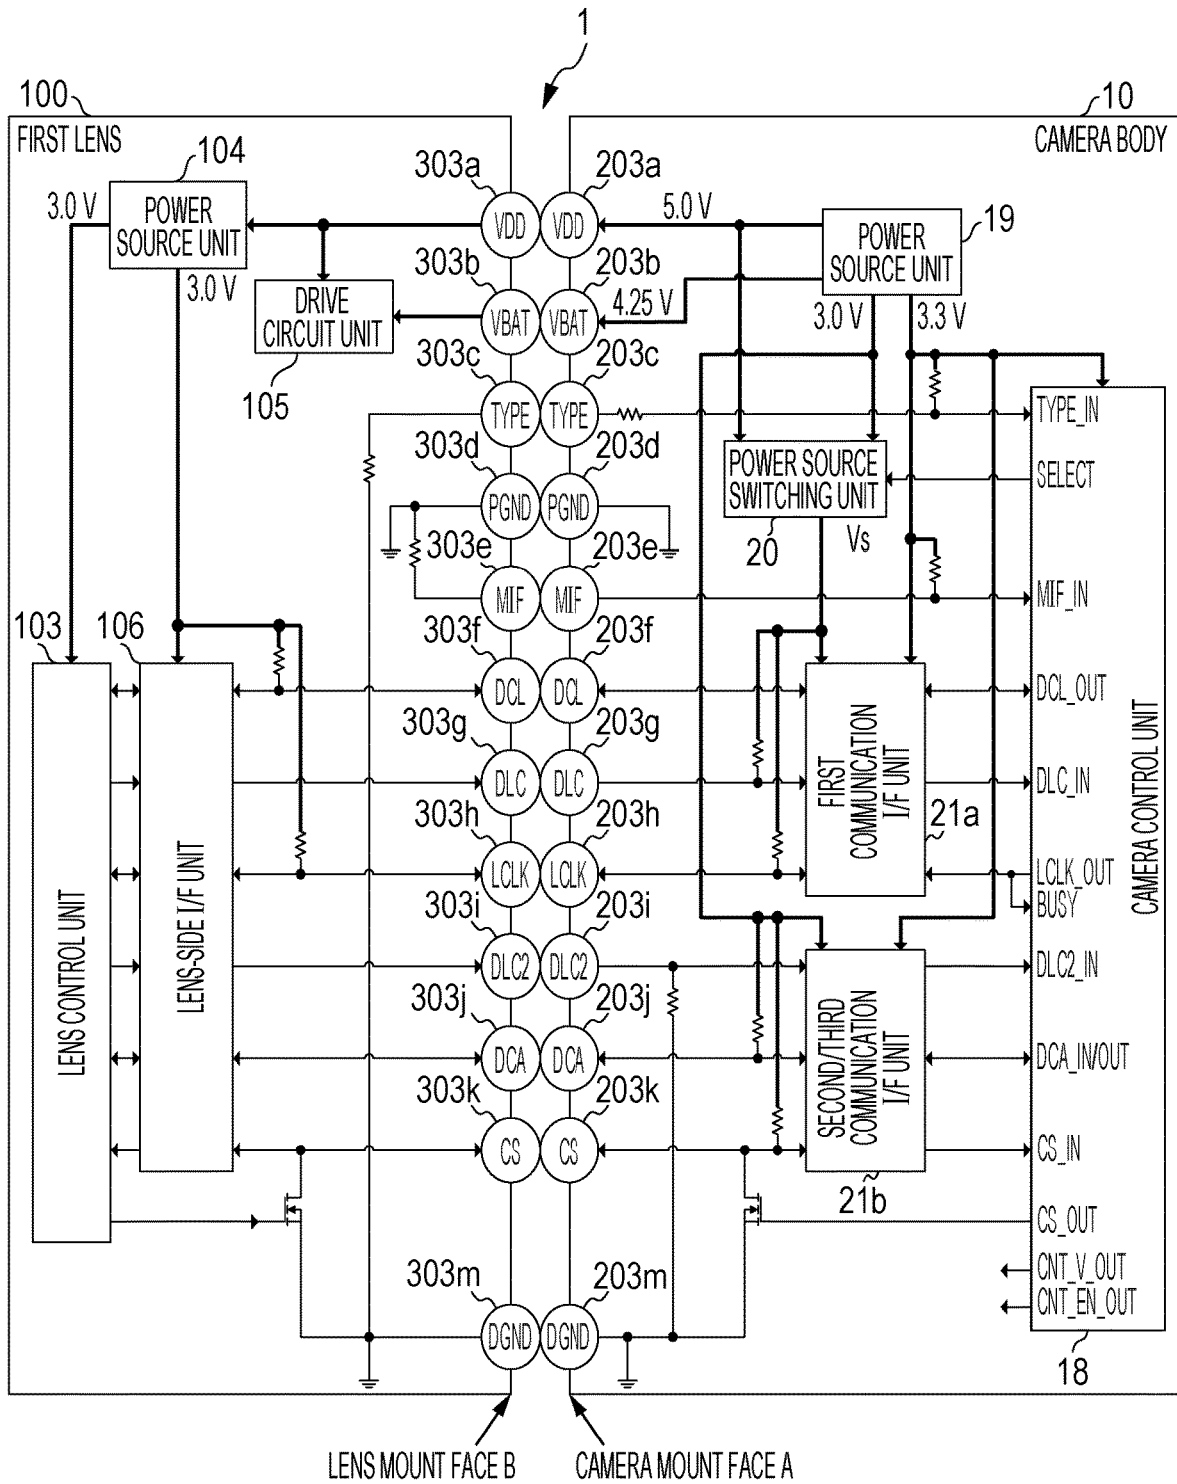 1
100
FIRST LENS
10
CAMERA BODY
104
303a
203a
3.0 V
POWER
SOURCE UNIT
VDD
VDD
5.0 V
POWER
SOURCE UNIT
19
3.0 V
303b
203b
DRIVE
CIRCUIT UNIT
VBAT
VBAT
4.25 V
3.0 V
3.3 V
105
303c
203c
TYPE
TYPE
TYPE_IN
303d
203d
POWER SOURCE
SWITCHING UNIT
SELECT
PGND
PGND
20
Vs
303e
203e
MIF
MIF
MIF_IN
103
106
303f
203f
DCL
DCL
DCL_OUT
303g
203g
DLC
DLC
DLC_IN
FIRST
COMMUNICATION
I/F UNIT
21a
303h
203h
LCLK
LCLK
LCLK_OUT
BUSY
CAMERA CONTROL UNIT
LENS CONTROL UNIT
LENS-SIDE I/F UNIT
303i
203i
DLC2
DLC2
DLC2_IN
303j
203j
DCA
DCA
DCA_IN/OUT
SECOND/THIRD
COMMUNICATION
I/F UNIT
303k
203k
CS
CS
CS_IN
21b
CS_OUT
CNT_V_OUT
CNT_EN_OUT
303m
203m
DGND
DGND
18
LENS MOUNT FACE B
CAMERA MOUNT FACE A